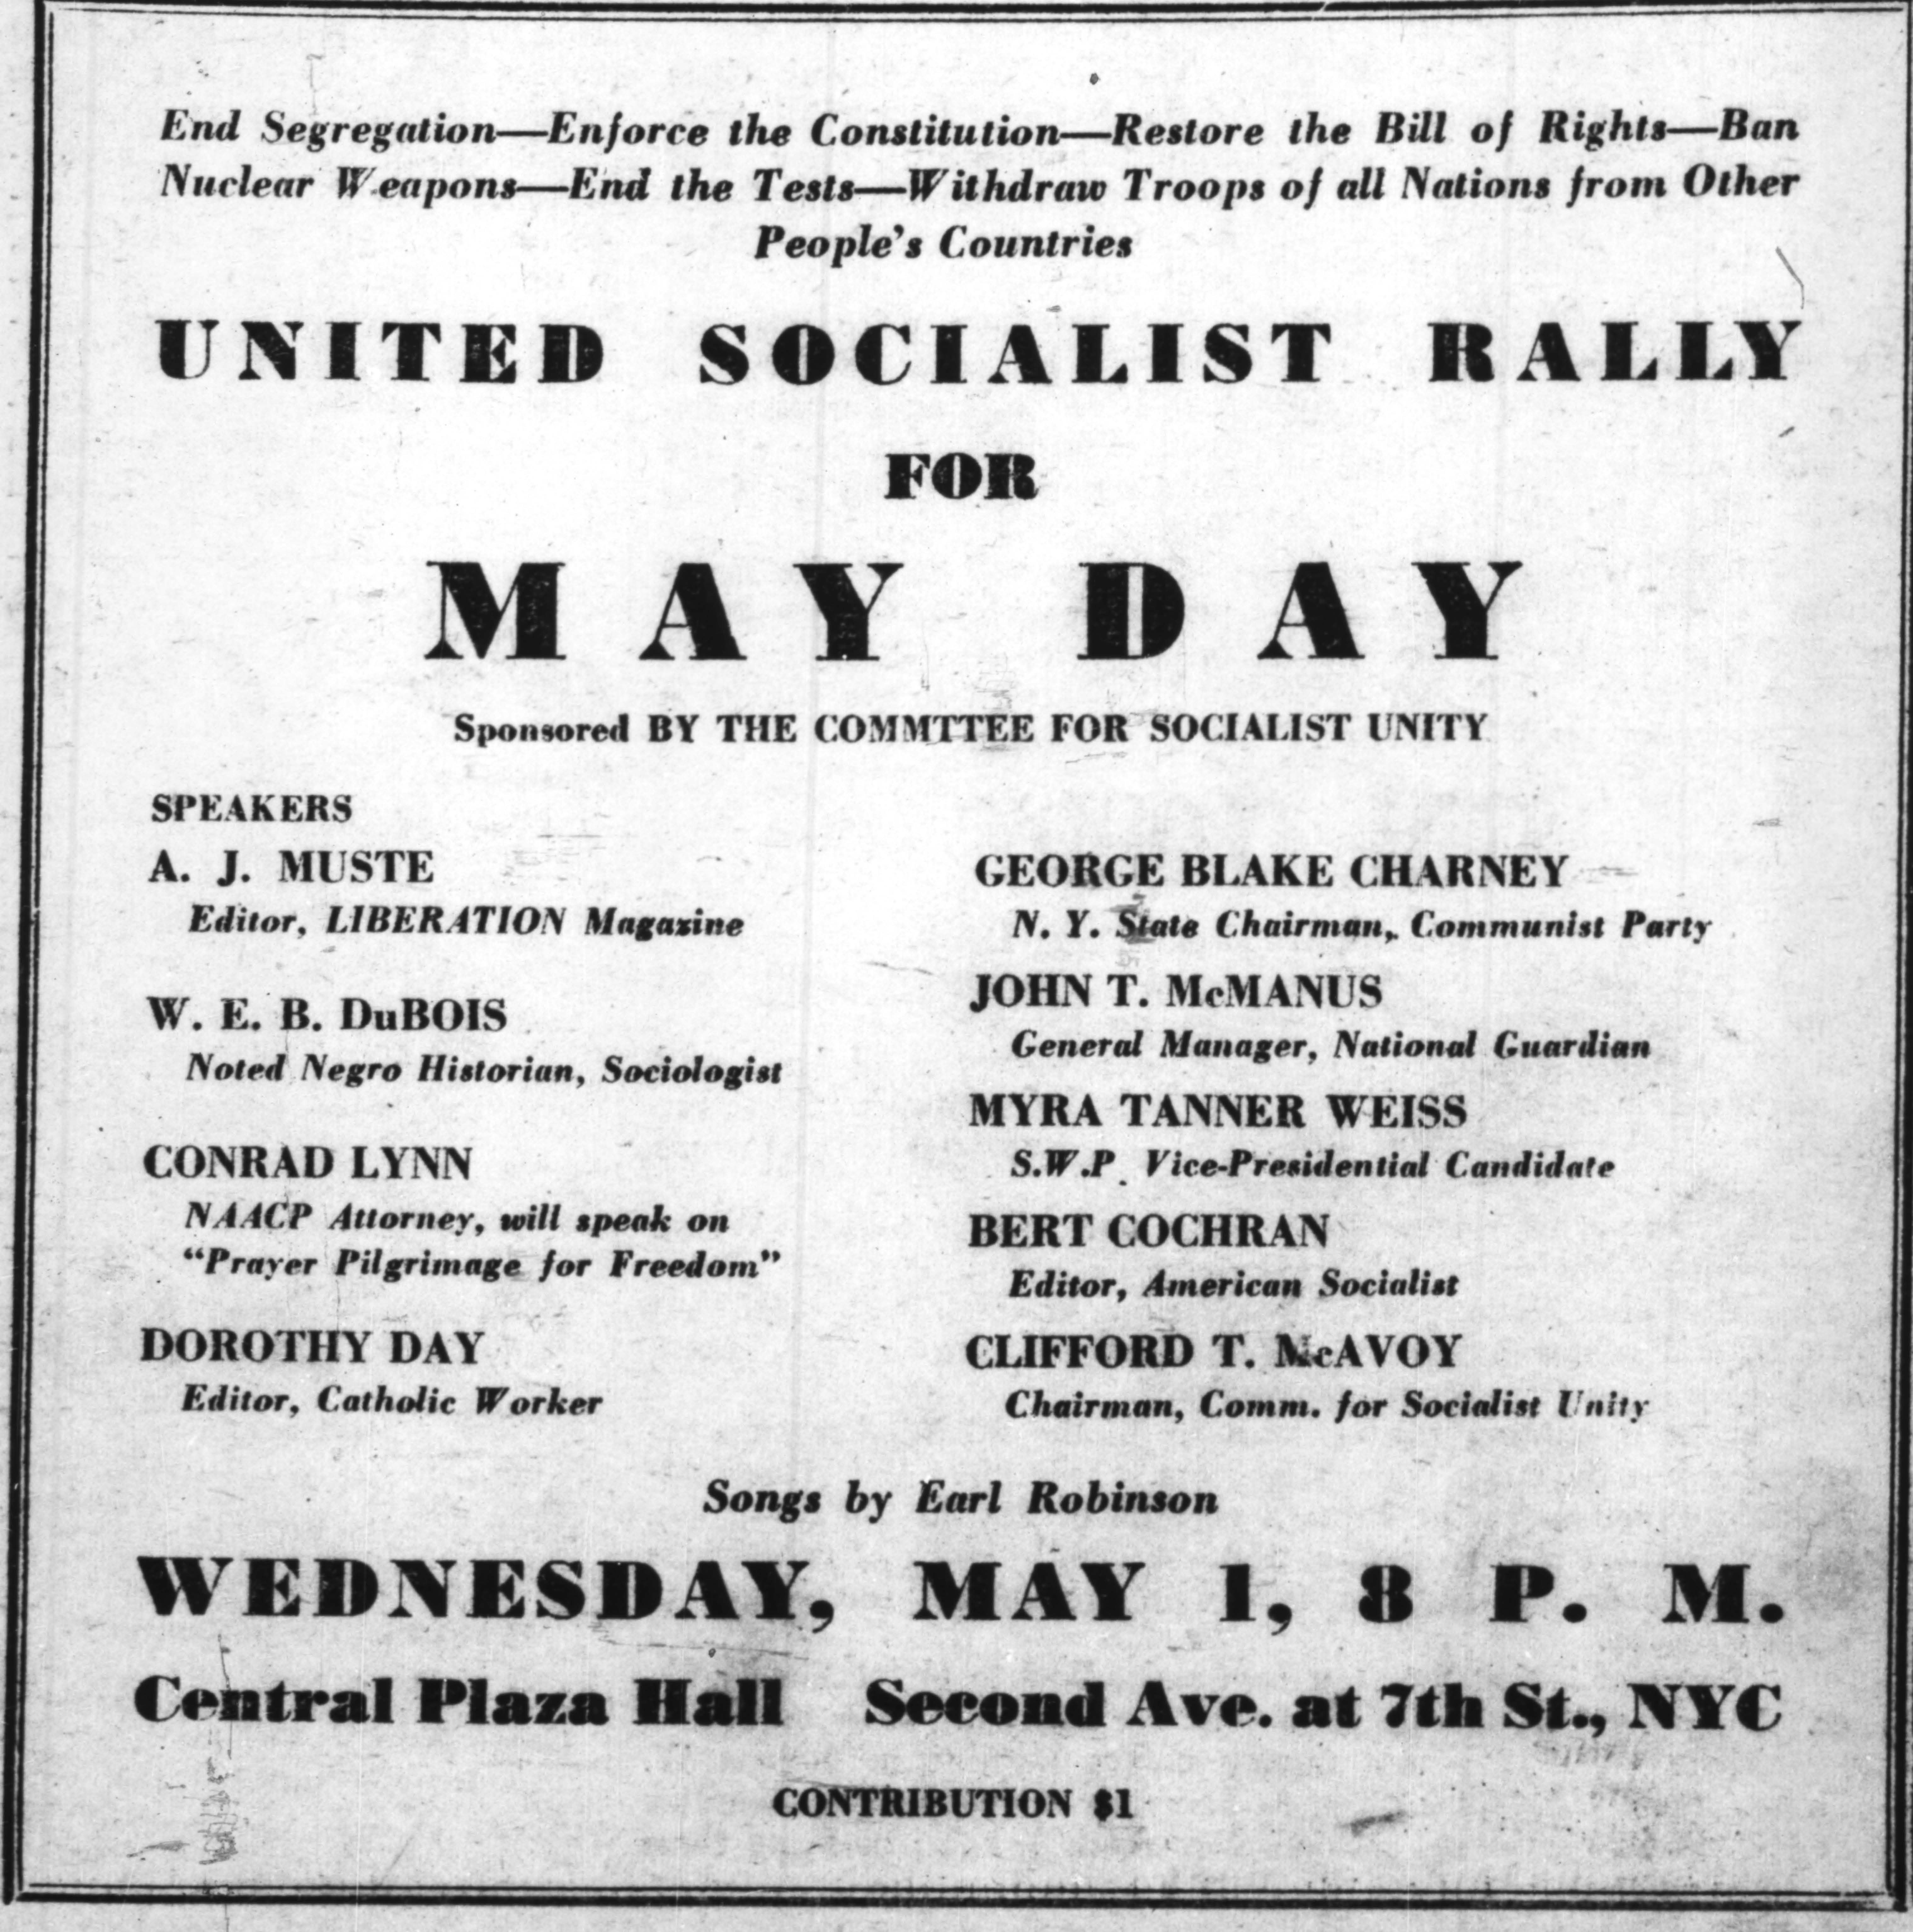 End Segregation—Enforce the Constitution—Restore the Bill of Rights—Ban
Nuclear Weapons—End the Tests—Withdraw Troops of all Nations from Other
People's Countries
UNITED SOCIALIST RALLY
FOR
MAY DAY
Sponsored BY THE COMMTTEE FOR SOCIALIST UNITY
SPEAKERS
A. J. MUSTE
Editor, LIBERATION Magazine
W. E. B. DuBOIS
Noted Negro Historian, Sociologist
CONRAD LYNN
NAACP Attorney, will speak on
"Prayer Pilgrimage for Freedom"
DOROTHY DAY
Editor, Catholic Worker
GEORGE BLAKE CHARNEY
N. Y. State Chairman, Communist Party
JOHN T. McMANUS
General Manager, National Guardian
MYRA TANNER WEISS
S.W.P. Vice-Presidential Candidate
BERT COCHRAN
Editor, American Socialist
CLIFFORD T. McAVOY
Chairman, Comm. for Socialist Unity
Songs by Earl Robinson
WEDNESDAY, MAY 1, 8 P. M.
Central Plaza Hall Second Ave. at 7th St., NYC
CONTRIBUTION $1